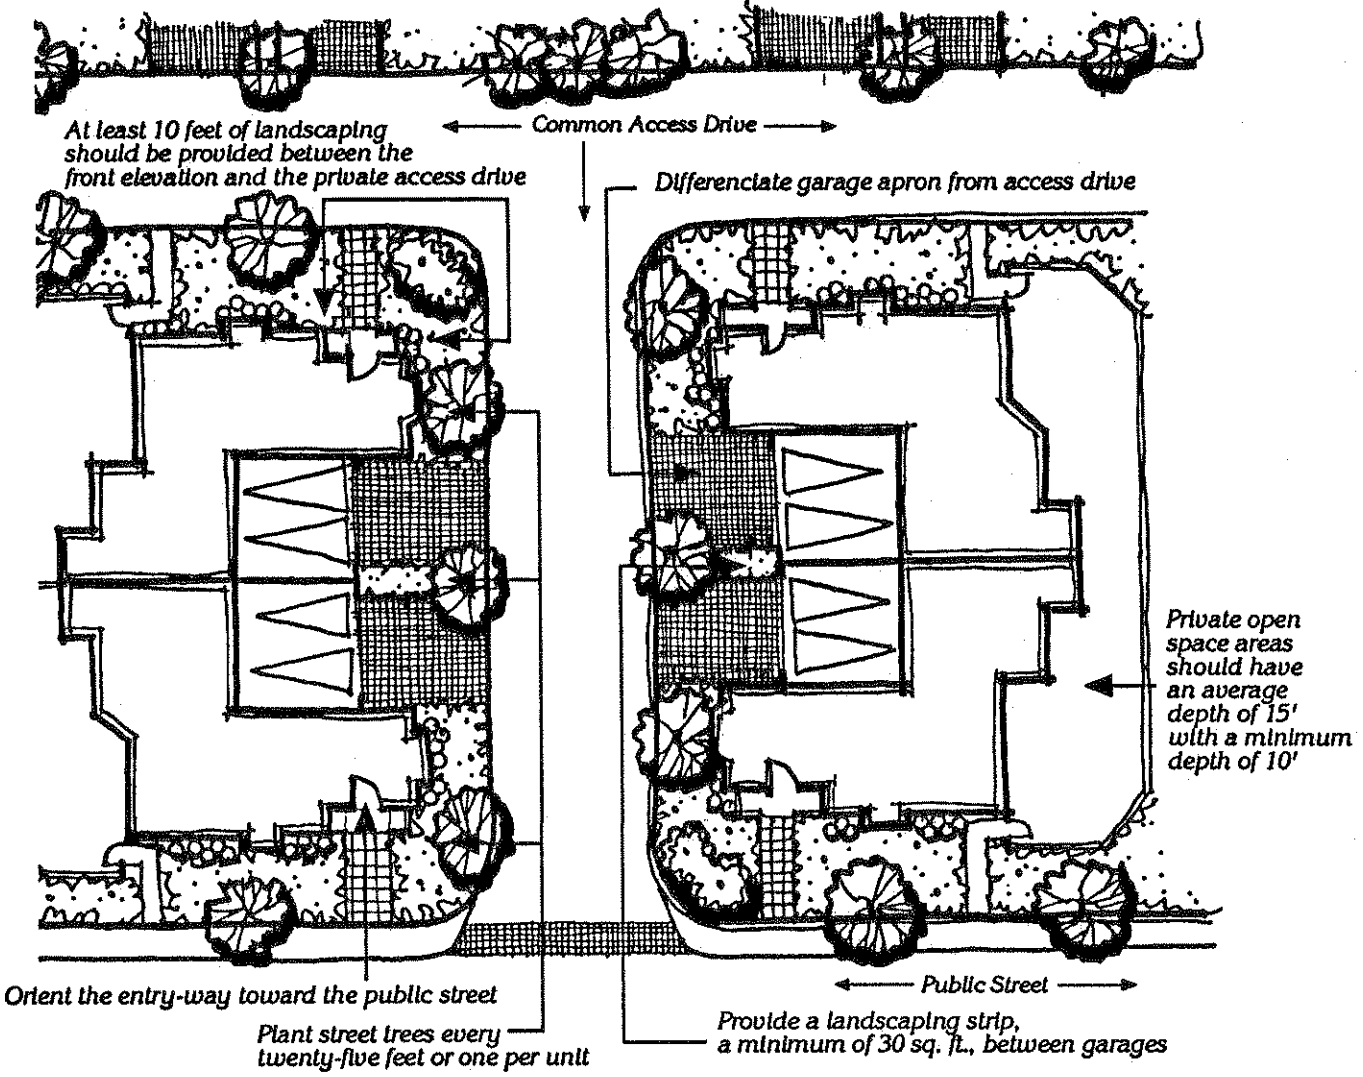 Common Access Drive
At least 10 feet of landscaping
should be provided between the
front elevation and the private access drive
Differenciate garage apron from access drive
Private open
space areas
should have
an average
depth of 15'
with a minimum
depth of 10'
Public Street
Orient the entry-way toward the public street
Plant street trees every
twenty-five feet or one per unit
Provide a landscaping strip,
a minimum of 30 sq. ft., between garages